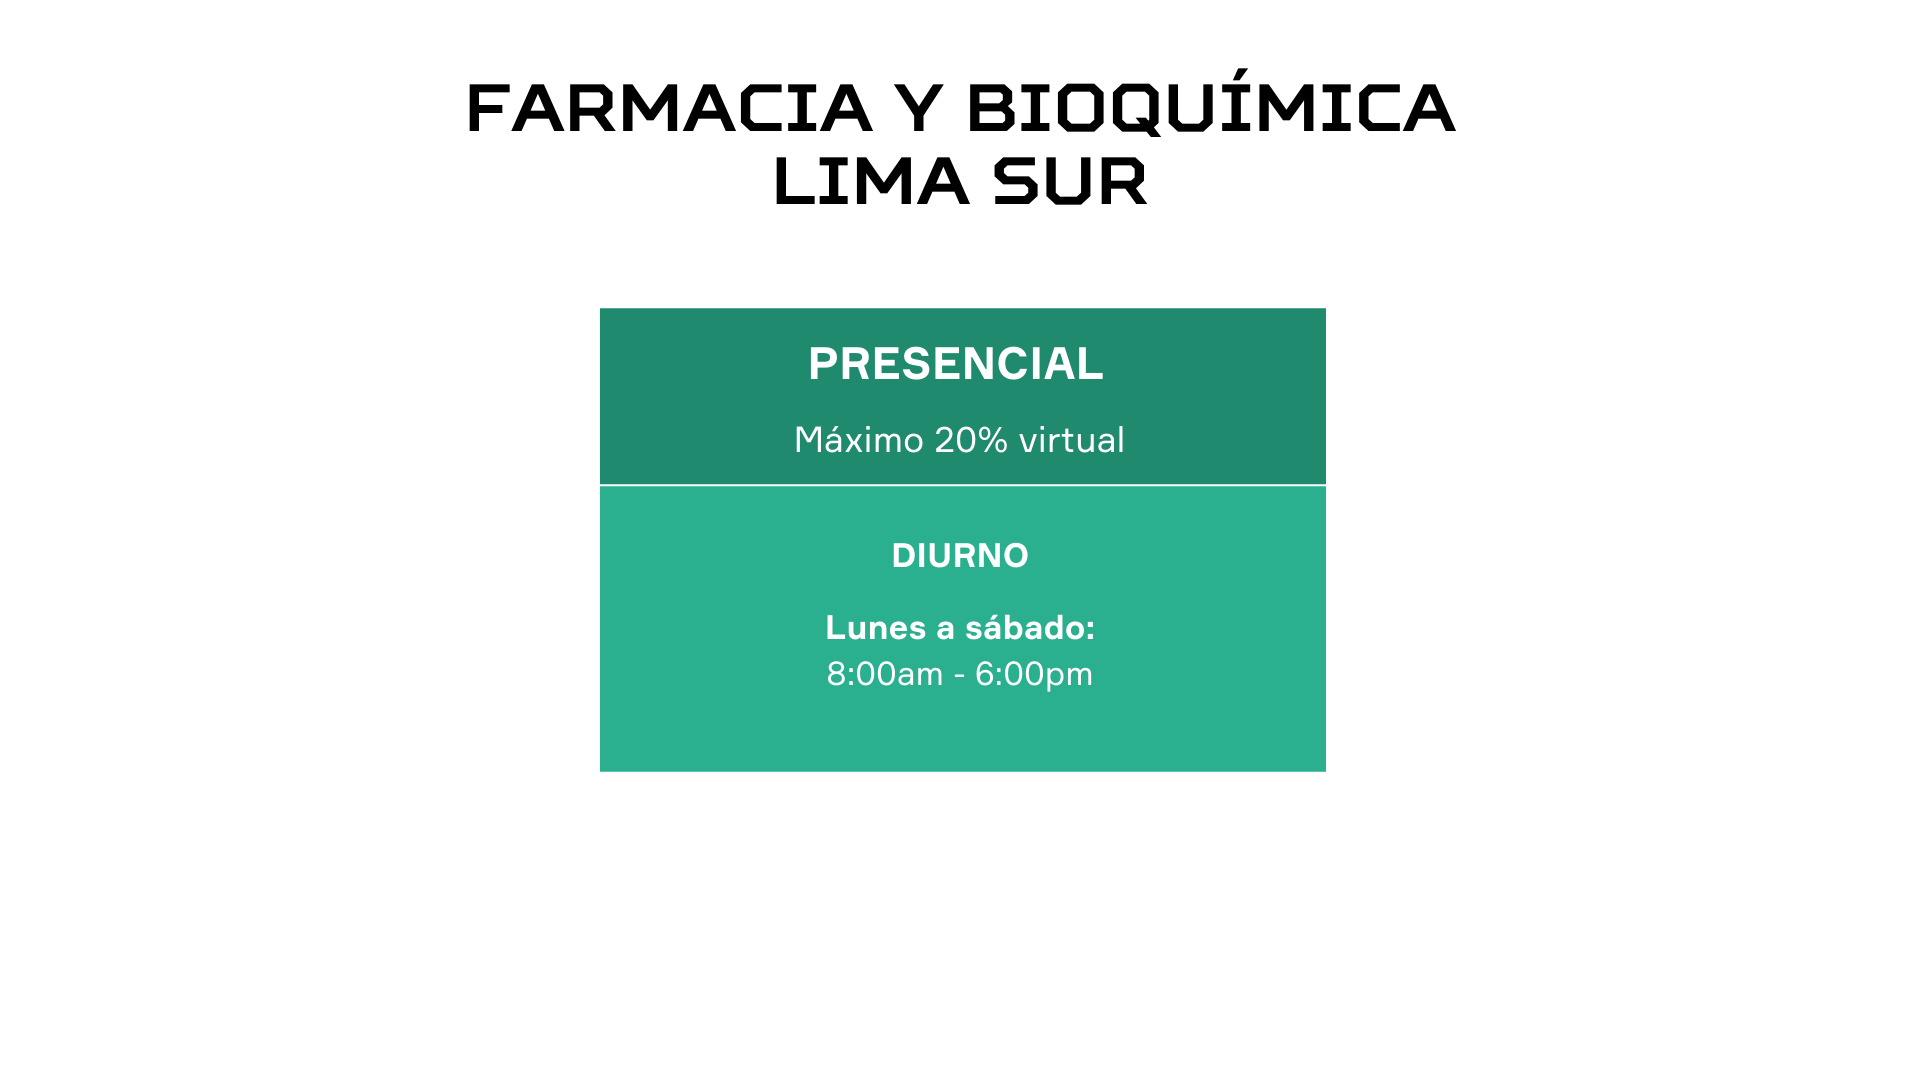 FARMACIA Y BIOQUÍMICA
LIMA SUR
PRESENCIAL
Máximo 20% virtual
DIURNO
Lunes a sábado:
8:00am - 6:00pm